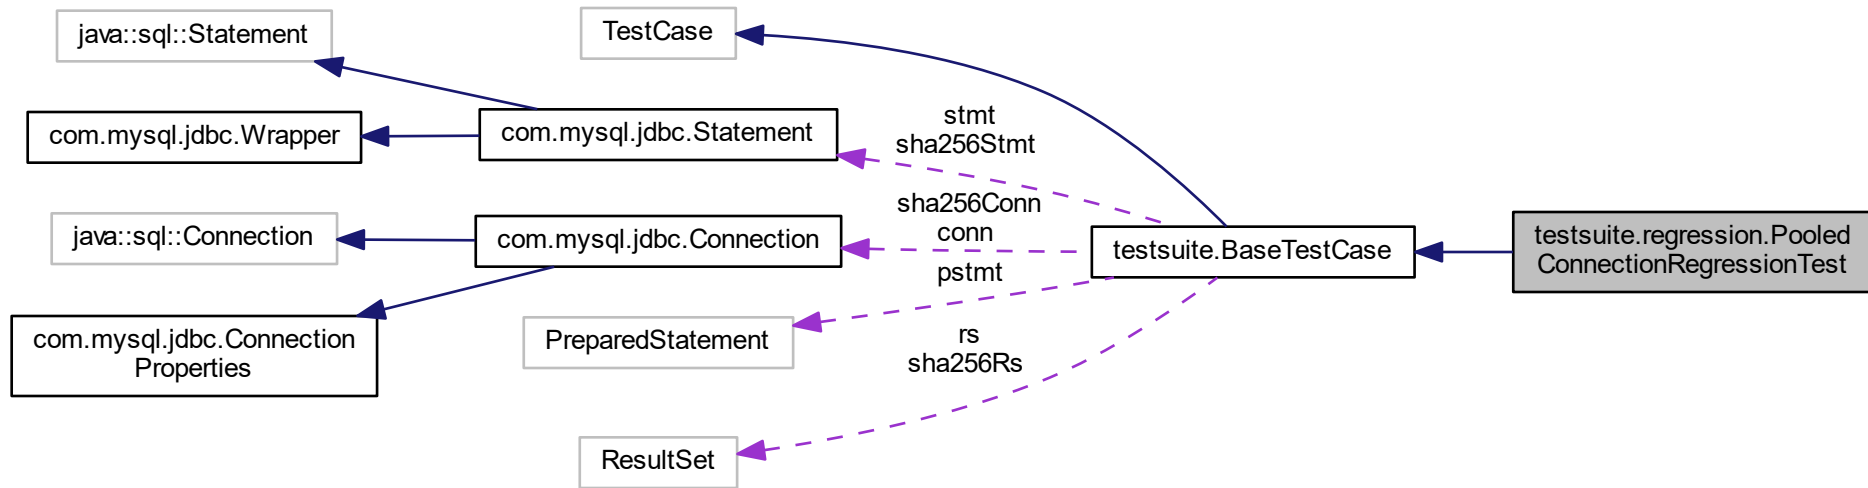 java::sql::Statement
TestCase
com.mysql.jdbc.Wrapper
com.mysql.jdbc.Statement
stmt
sha256Stmt
java::sql::Connection
com.mysql.jdbc.Connection
sha256Conn
conn
testsuite.BaseTestCase
testsuite.regression.Pooled
ConnectionRegressionTest
pstmt
com.mysql.jdbc.Connection
Properties
PreparedStatement
rs
sha256Rs
ResultSet